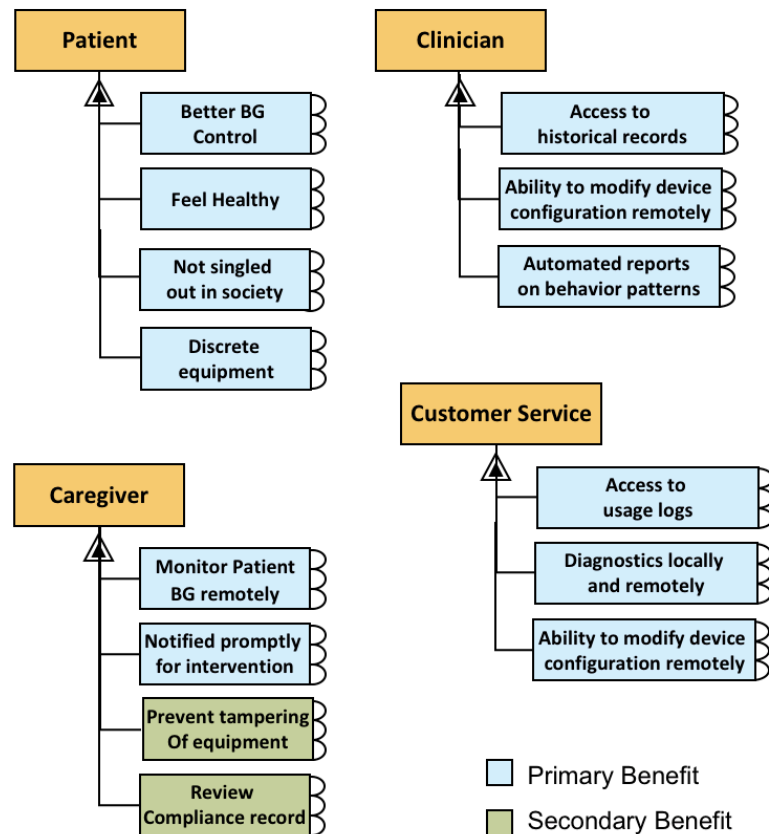 Patient
Better BG
Control
Feel Healthy
Not singled
out in society
Discrete
equipment
Clinician
Access to
historical records
Ability to modify device
configuration remotely
Automated reports
on behavior patterns
Caregiver
Monitor Patient
BG remotely
Notified promptly
for intervention
Prevent tampering
Of equipment
Review
Compliance record
Customer Service
Access to
usage logs
Diagnostics locally
and remotely
Ability to modify device
configuration remotely
Primary Benefit
Secondary Benefit